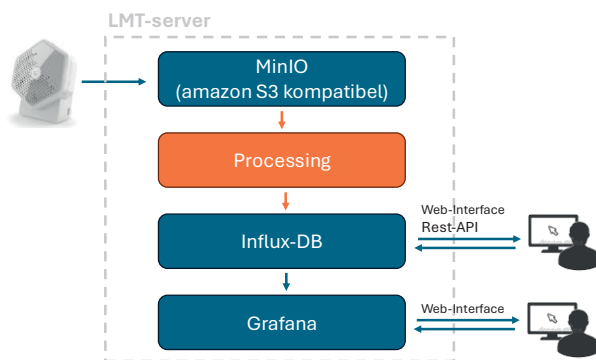 LMT-server
MinIO
(amazon S3 kompatibel)
Processing
Web-Interface
Rest-API
Influx-DB
Web-Interface
Grafana